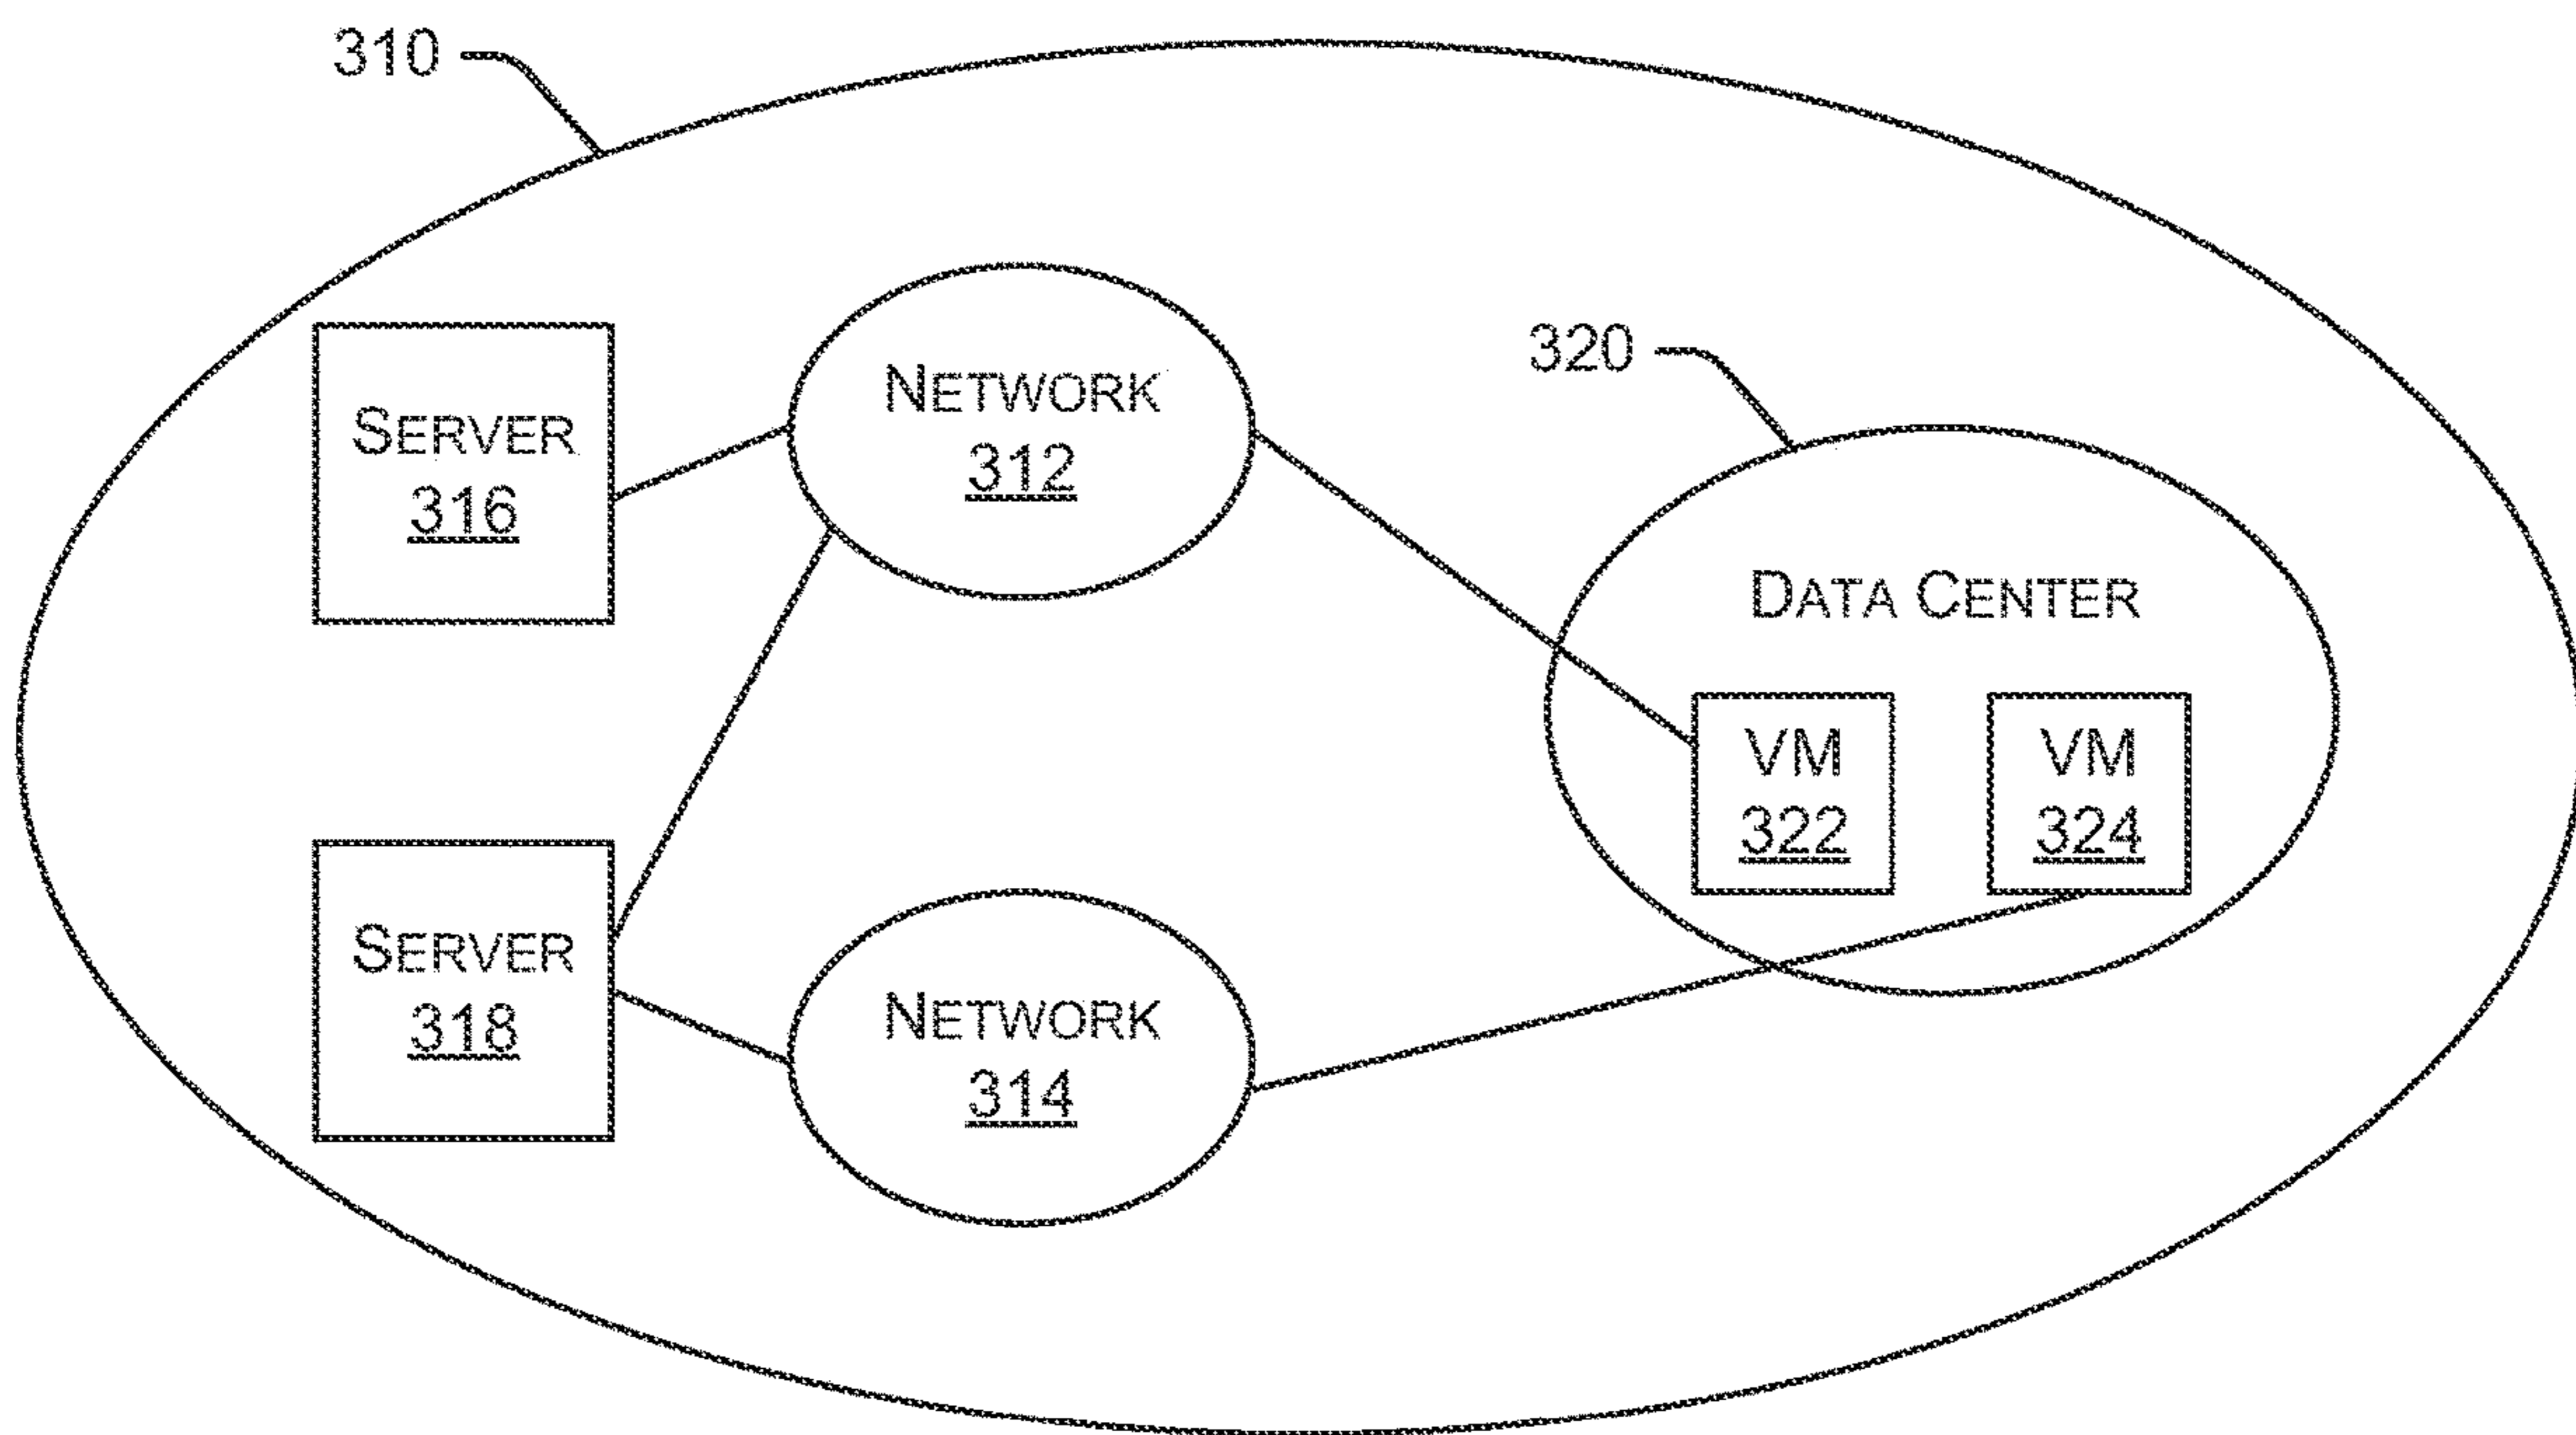 310
SERVER
316
NETWORK
312
320
DATA CENTER
VM
322
VM
324
SERVER
318
NETWORK
314